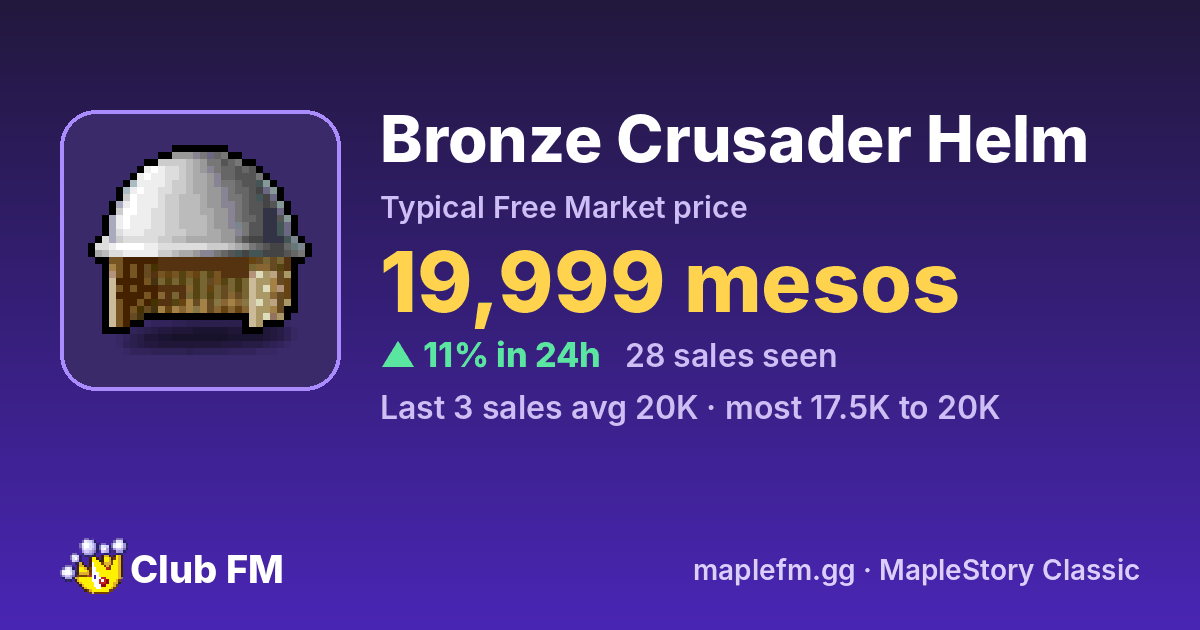 Bronze Crusader Helm
Typical Free Market price
19,999 mesos
▲ 11% in 24h 28 sales seen
Last 3 sales avg 20K · most 17.5K to 20K
Club FM
maplefm.gg · MapleStory Classic